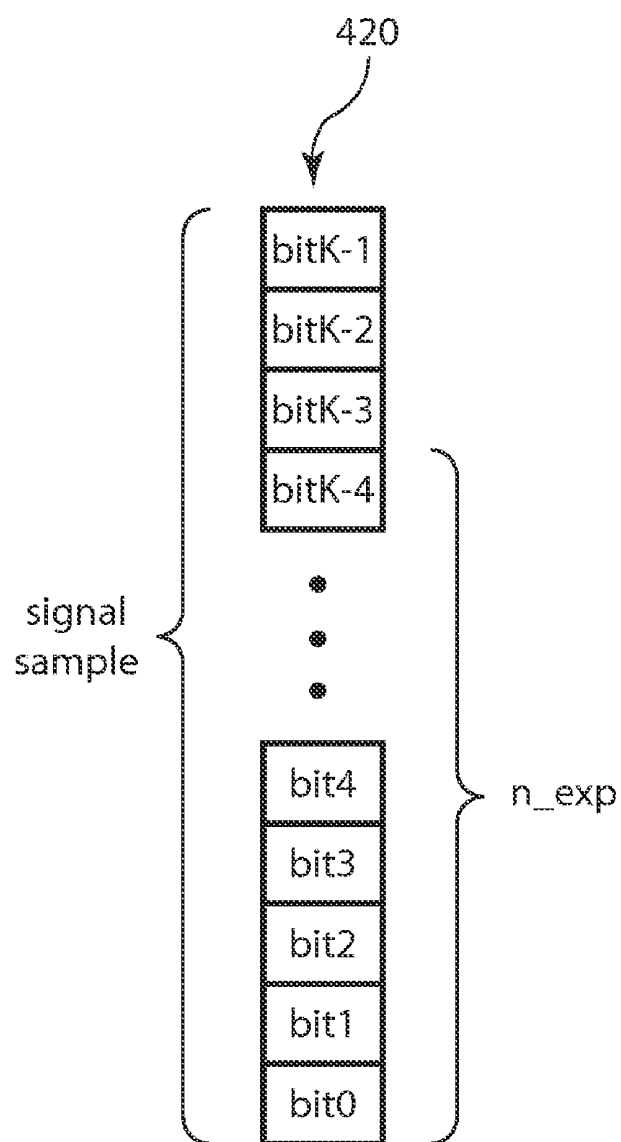 420
bitK-1
bitK-2
bitK-3
bitK-4
signal
sample
bit4
n_exp
bit3
bit2
bit1
bit0